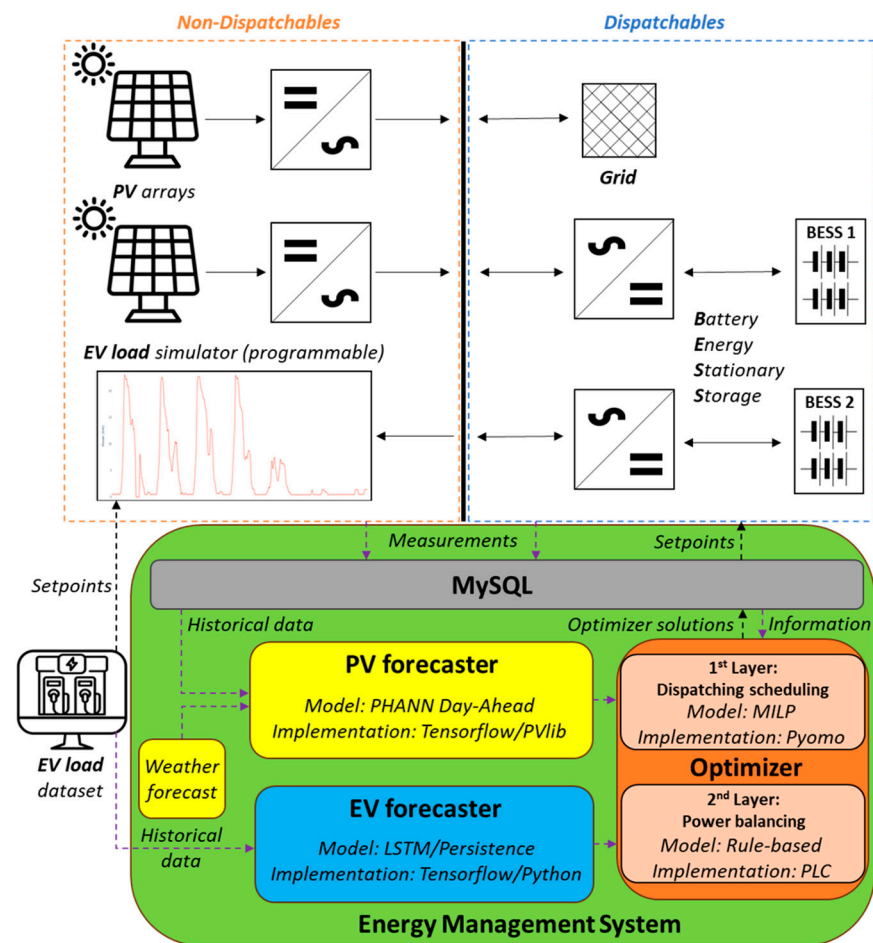 Non-Dispatchables
Dispatchables
PV arrays
Grid
BESS 1
EV load simulator (programmable)
Battery
Energy
Stationary
Storage
BESS 2
Measurements
Setpoints
Setpoints
MySQL
Historical data
Optimizer solutions
Information
PV forecaster
Model: PHANN Day-Ahead
Implementation: Tensorflow/PVlib
1st Layer:
Dispatching scheduling
Model: MILP
Implementation: Pyomo
Optimizer
EV load
dataset
Weather
forecast
Historical
data
EV forecaster
Model: LSTM/Persistence
Implementation: Tensorflow/Python
2nd Layer:
Power balancing
Model: Rule-based
Implementation: PLC
Energy Management System